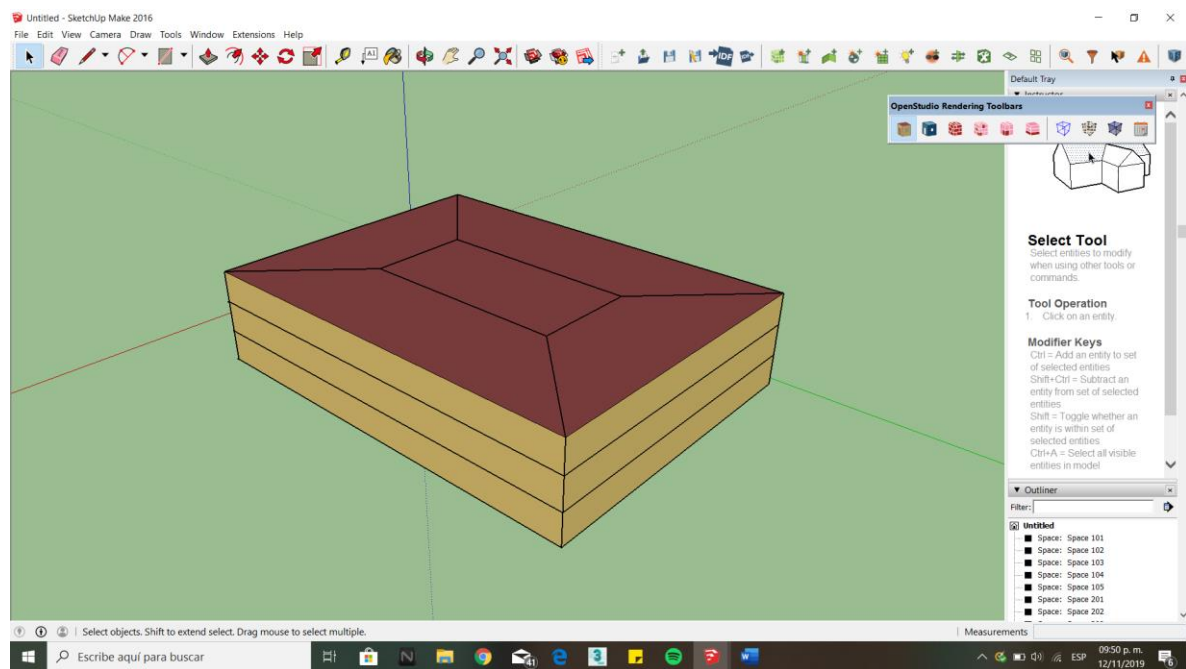 Untitled - SketchUp Make 2016
File Edit View Camera Draw Tools Window Extensions Help
Default Tray
Instructor
OpenStudio Rendering Toolbars
Select Tool
Select entities to modify
when using other tools or
commands.
Tool Operation
1. Click on an entity.
Modifier Keys
Ctrl = Add an entity to set
of selected entities
Shift+Ctrl = Subtract an
entity from set of selected
entities
Shift = Toggle whether an
entity is within set of
selected entities
Ctrl+A = Select all visible
entities in model
Outliner
Filter:
Untitled
Space: Space 101
Space: Space 102
Space: Space 103
Space: Space 104
Space: Space 105
Space: Space 201
Space: Space 202
Select objects. Shift to extend select. Drag mouse to select multiple.
Measurements
Escribe aquí para buscar
ESP
09:50 p. m.
12/11/2019